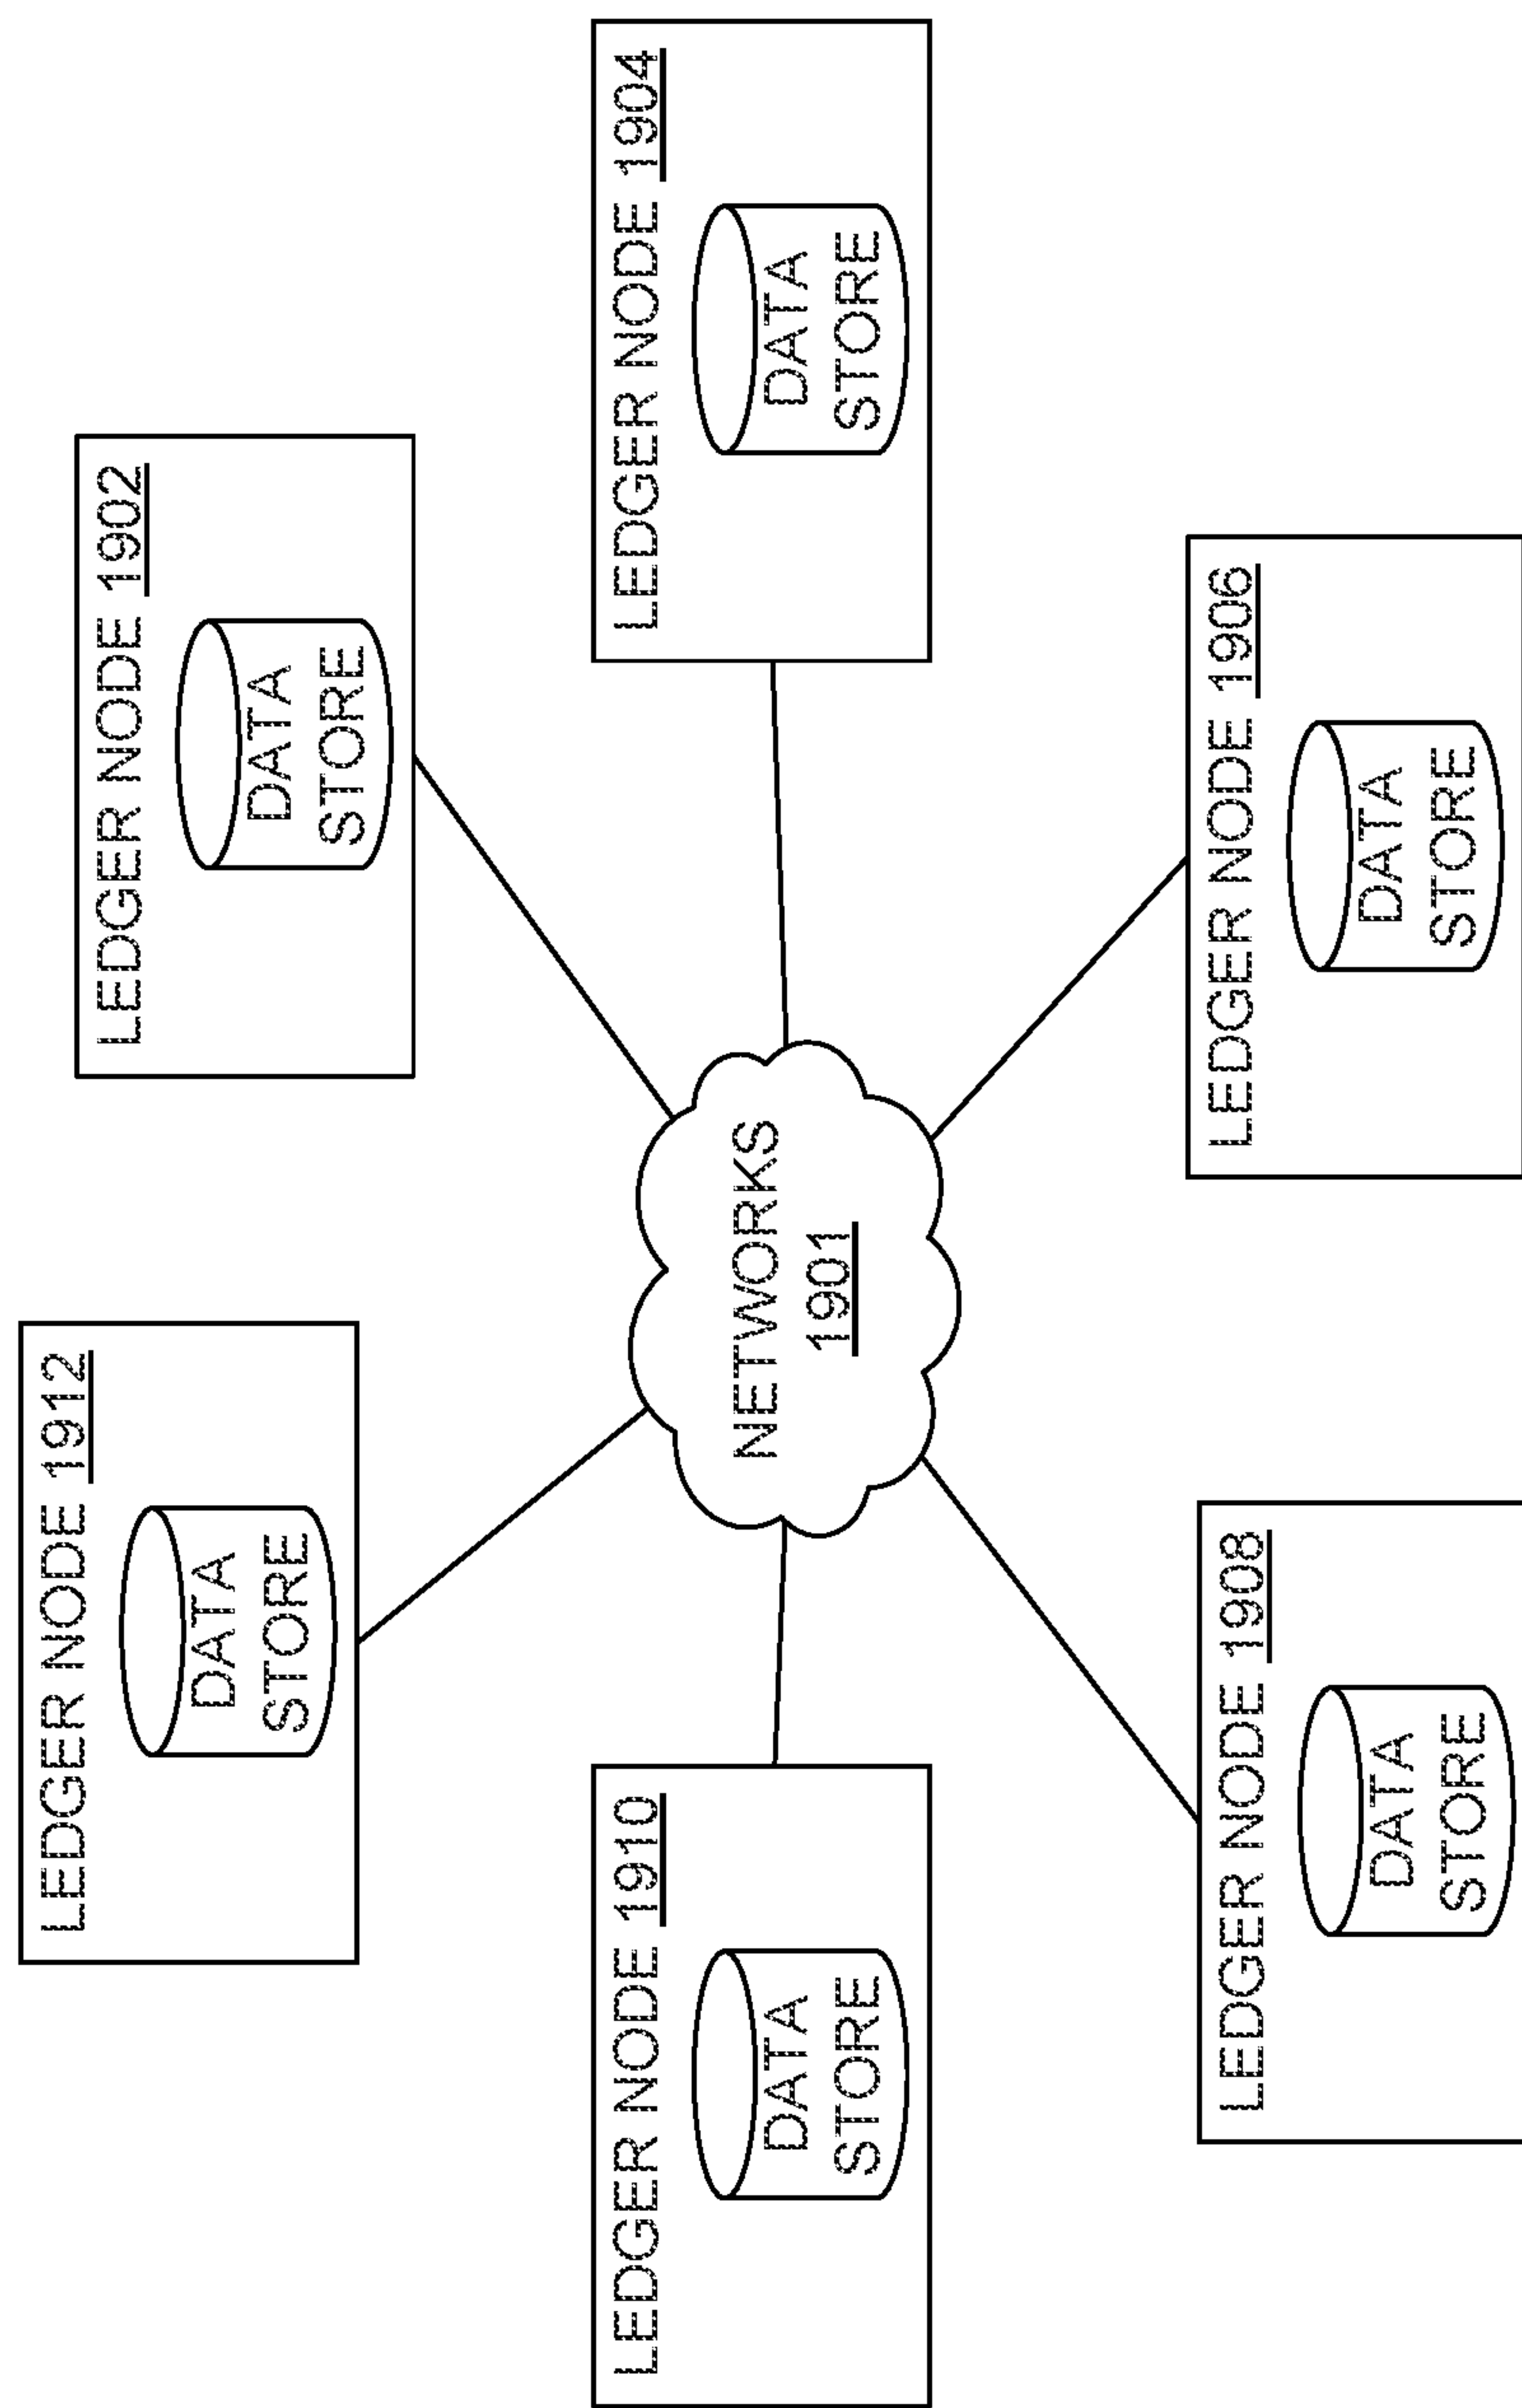 LEDGER NODE 1912
DATA
STORE
LEDGER NODE 1902
DATA
STORE
LEDGER NODE 1910
DATA
STORE
NETWORKS
1901
LEDGER NODE 1904
DATA
STORE
LEDGER NODE 1908
DATA
STORE
LEDGER NODE 1906
DATA
STORE